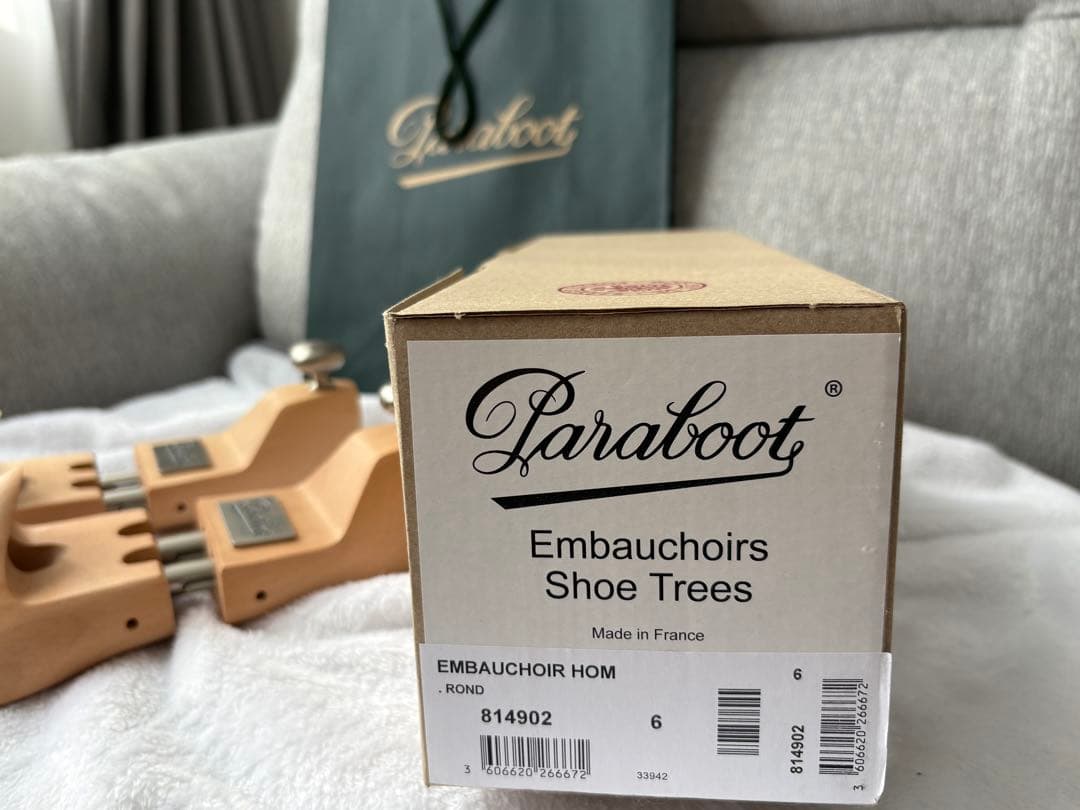 Paraboot
Paraboot®
Embauchoirs
Shoe Trees
Made in France
EMBAUCHOIR HOM
. ROND
814902
6
3 606620 266672
33942
6
814902
3 606620 266672